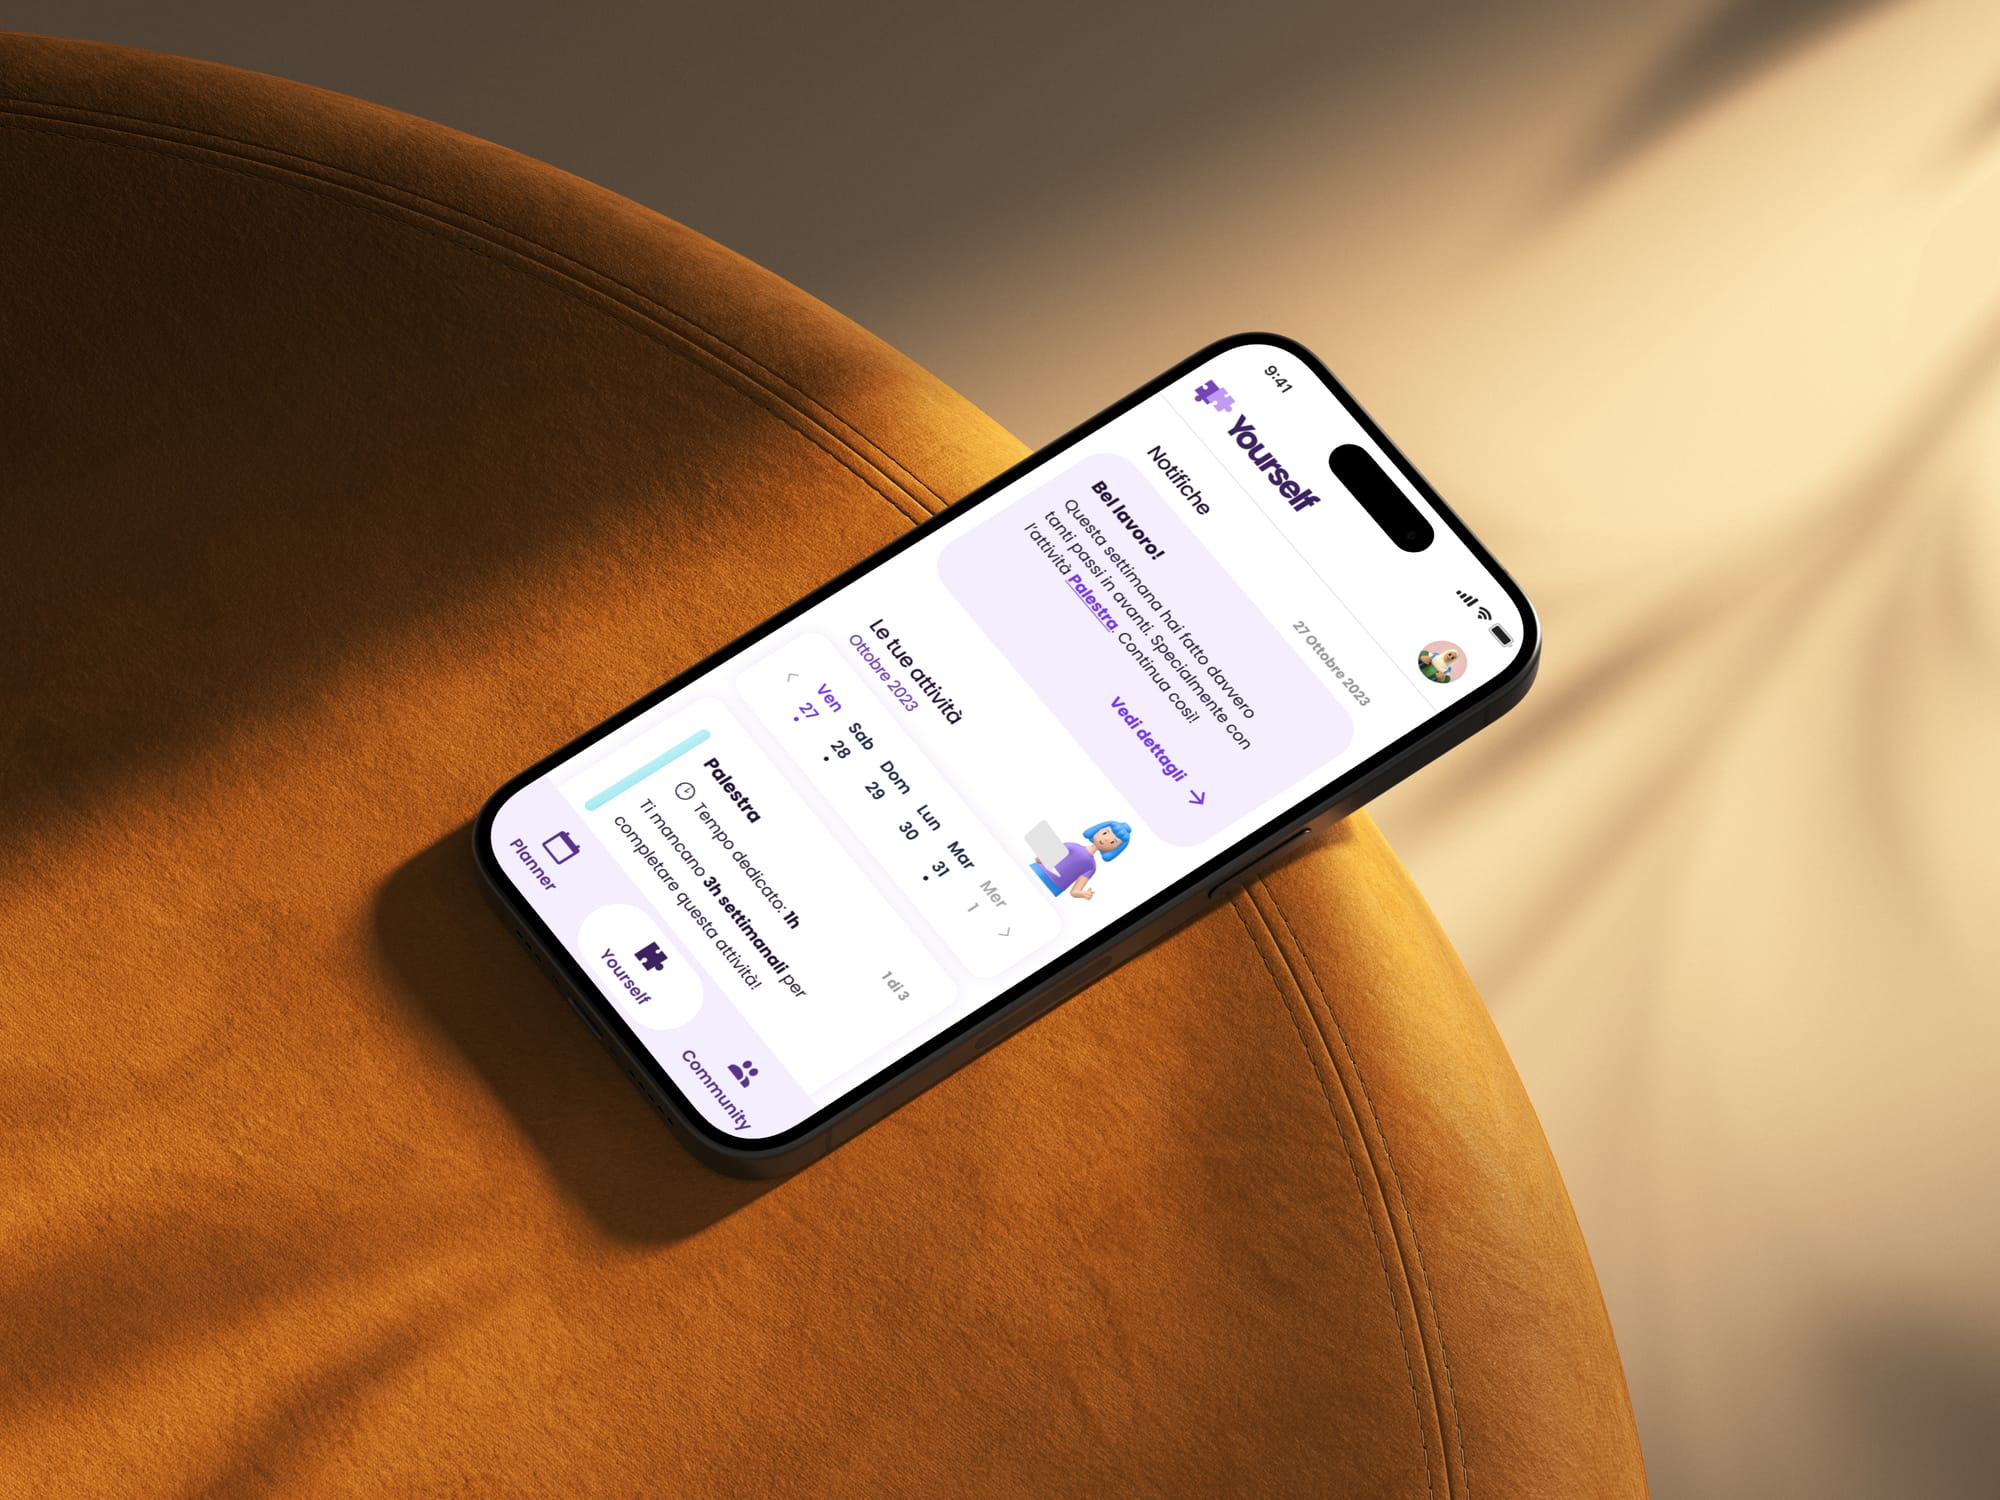 9:41
Yourself
Notifiche
27 Ottobre 2023
Bel lavoro!
Questa settimana hai fatto davvero
tanti passi in avanti. Specialmente con
l'attività Palestra. Continua così!
Vedi dettagli
Le tue attività
Ottobre 2023
Ven Sab Dom Lun Mar Mer
27 28 29 30 31 1
Palestra
1 di 3
Tempo dedicato: 1h
Ti mancano 3h settimanali per
completare questa attività!
Planner
Yourself
Community